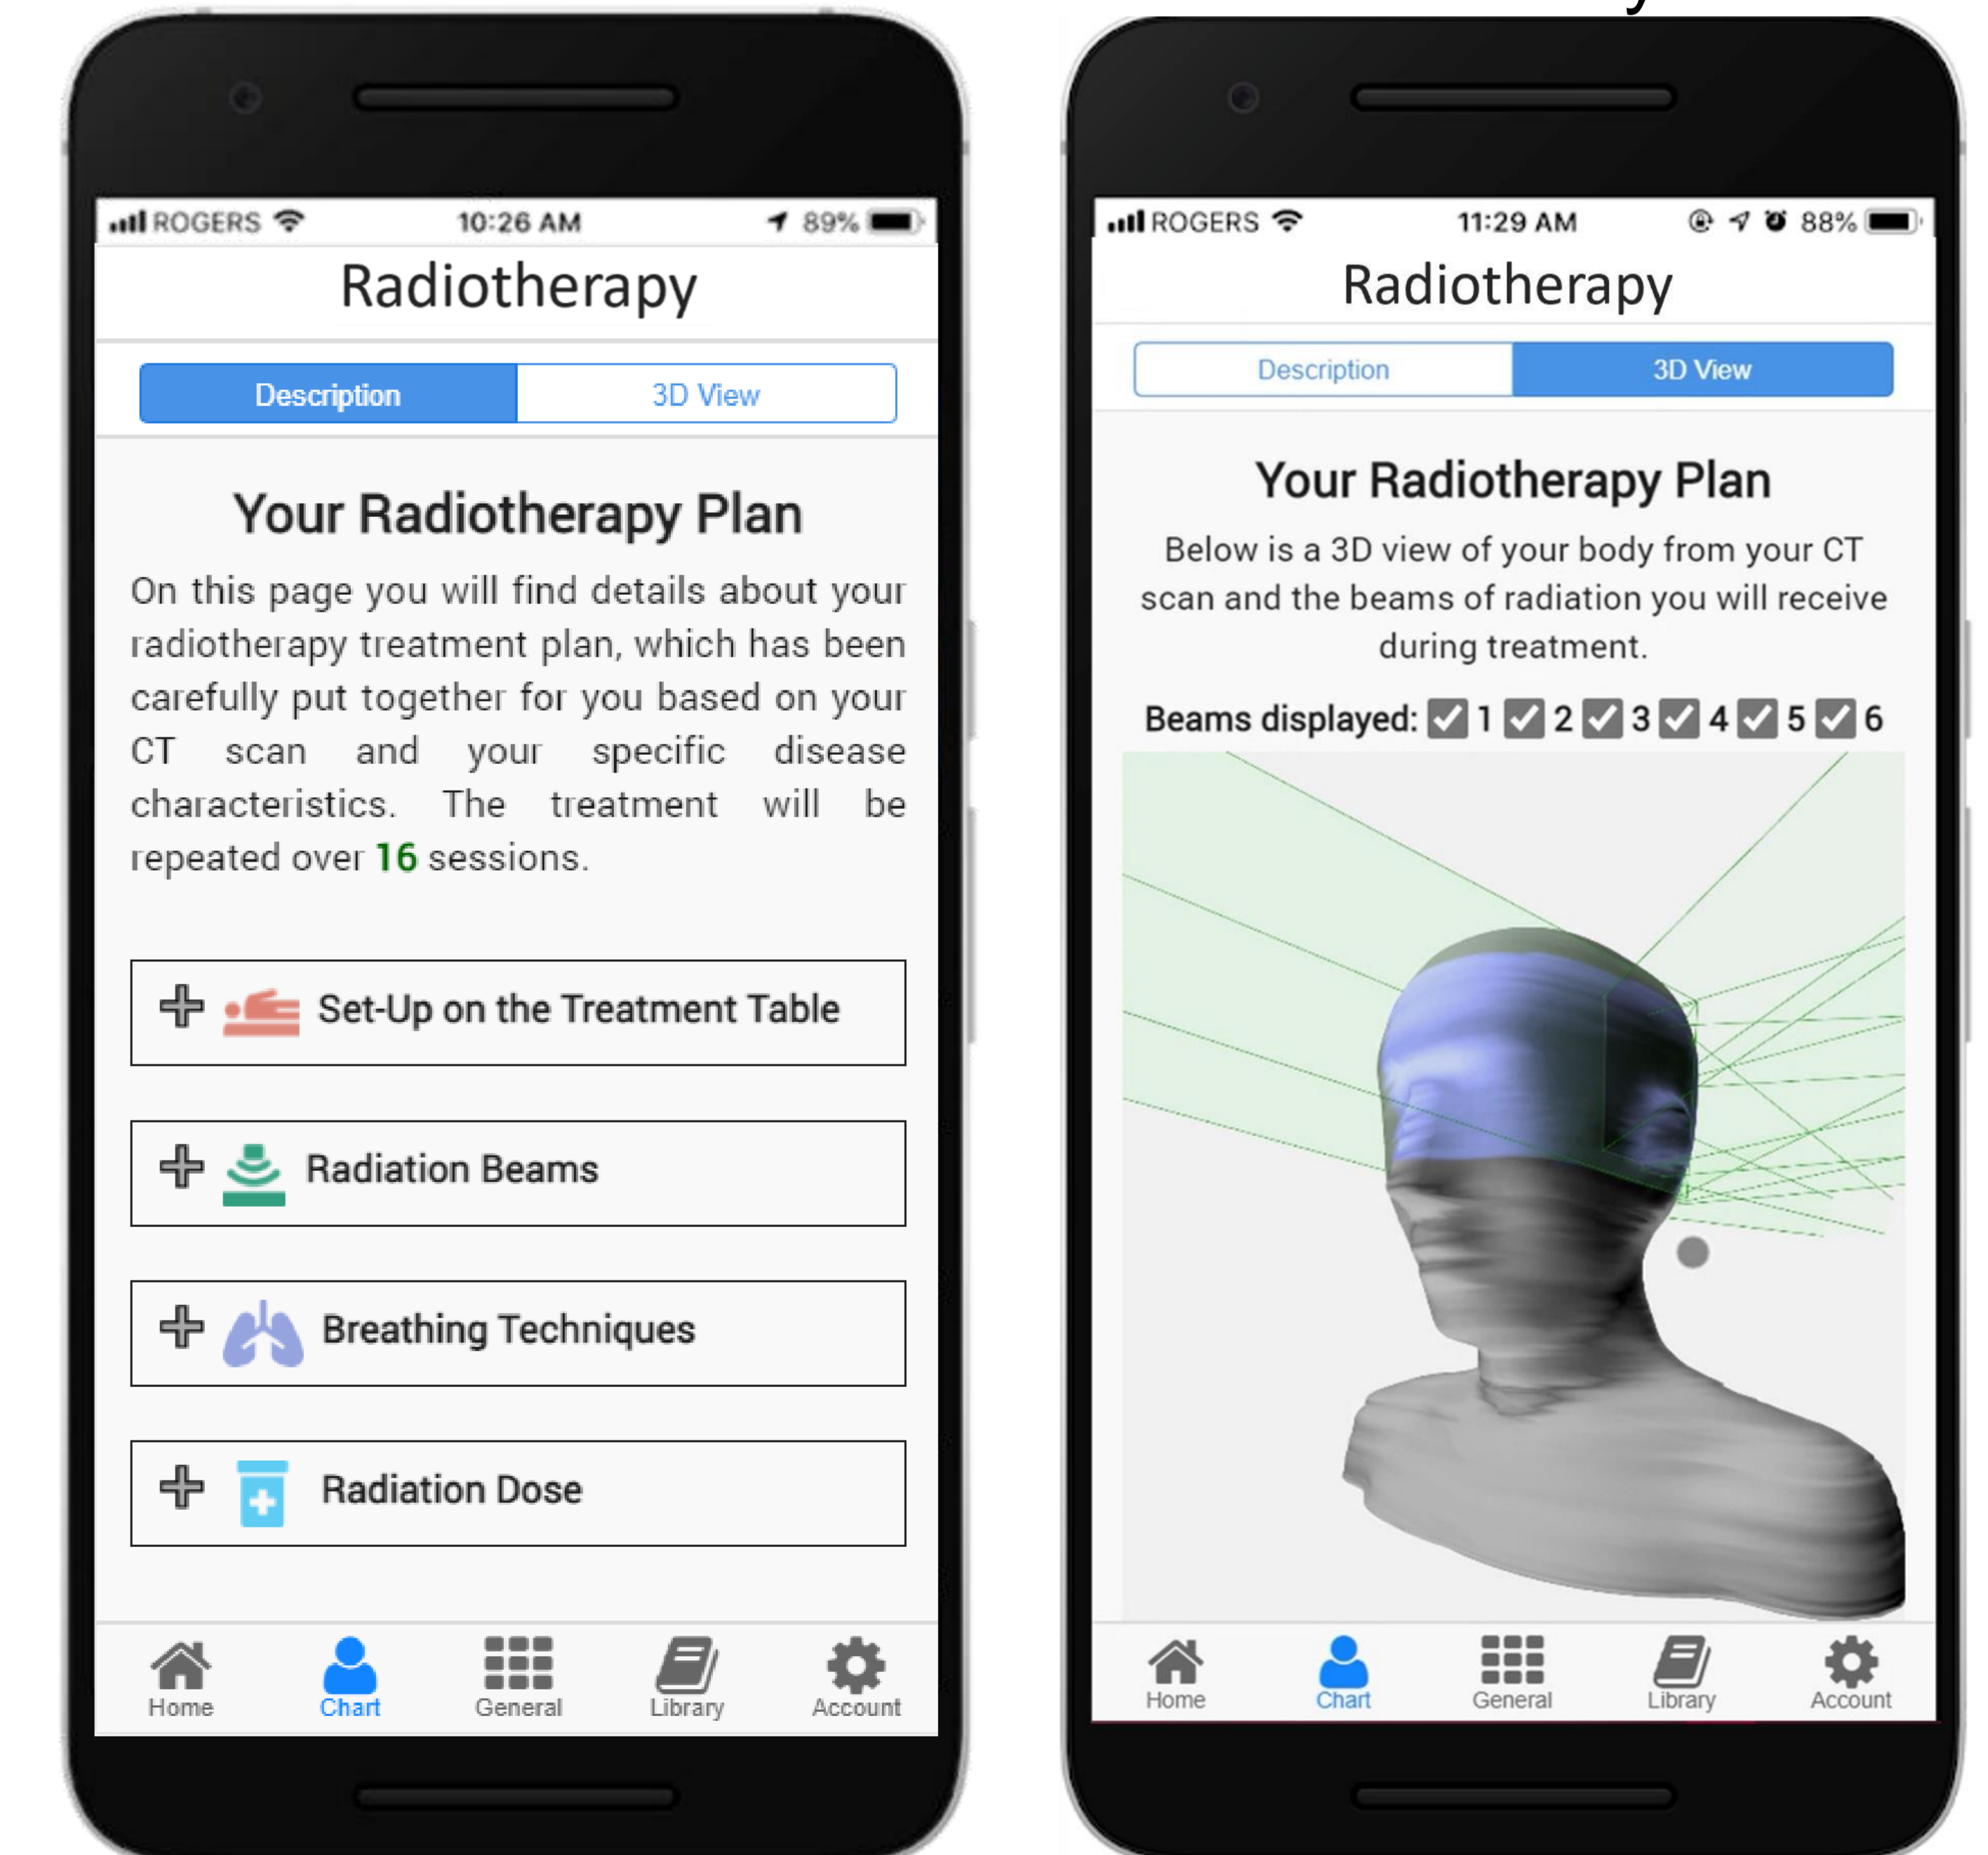 ROGERS 10:26 AM 89%
Radiotherapy
Description 3D View
Your Radiotherapy Plan
On this page you will find details about your
radiotherapy treatment plan, which has been
carefully put together for you based on your
CT scan and your specific disease
characteristics. The treatment will be
repeated over 16 sessions.
Set-Up on the Treatment Table
Radiation Beams
Breathing Techniques
Radiation Dose
Home Chart General Library Account
ROGERS 11:29 AM 88%
Radiotherapy
Description 3D View
Your Radiotherapy Plan
Below is a 3D view of your body from your CT
scan and the beams of radiation you will receive
during treatment.
Beams displayed: 1 2 3 4 5 6
Home Chart General Library Account